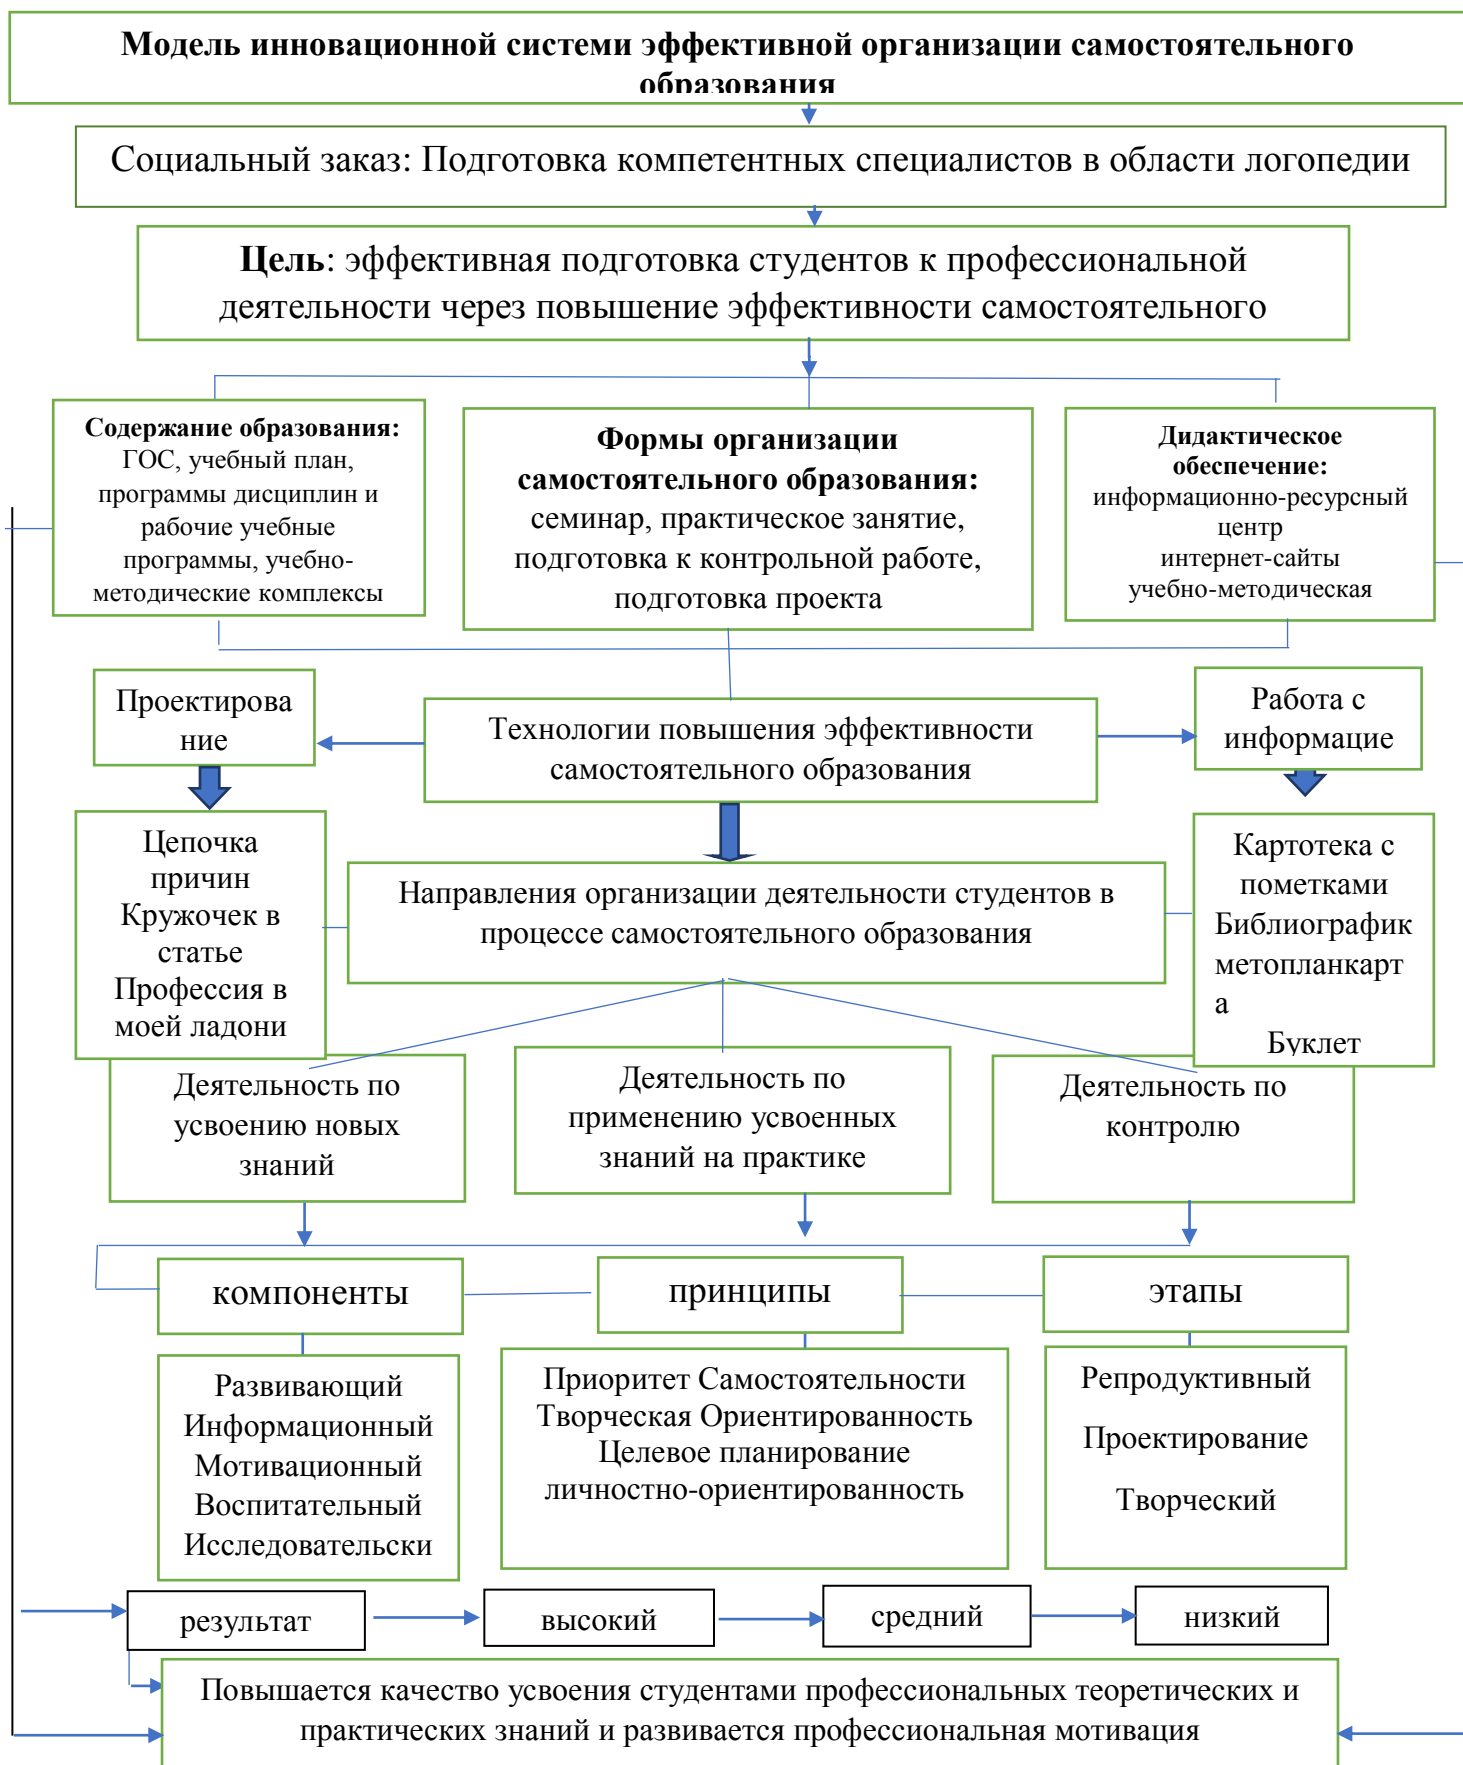 Модель инновационной системи эффективной организации самостоятельного
образования
Социальный заказ: Подготовка компетентных специалистов в области логопедии
Цель: эффективная подготовка студентов к профессиональной
деятельности через повышение эффективности самостоятельного
Содержание образования:
ГОС, учебный план,
программы дисциплин и
рабочие учебные
программы, учебно-
методические комплексы
Формы организации
самостоятельного образования:
семинар, практическое занятие,
подготовка к контрольной работе,
подготовка проекта
Дидактическое
обеспечение:
информационно-ресурсный
центр
интернет-сайты
учебно-методическая
Проектирова
ние
Технологии повышения эффективности
самостоятельного образования
Работа с
информацие
Цепочка
причин
Кружочек в
статье
Профессия в
моей ладони
Направления организации деятельности студентов в
процессе самостоятельного образования
Картотека с
пометками
Библиографик
метопланкарт
а
Буклет
Деятельность по
усвоению новых
знаний
Деятельность по
применению усвоенных
знаний на практике
Деятельность по
контролю
компоненты
принципы
этапы
Развивающий
Информационный
Мотивационный
Воспитательный
Исследовательски
Приоритет Самостоятельности
Творческая Ориентированность
Целевое планирование
личностно-ориентированность
Репродуктивный
Проектирование
Творческий
результат
высокий
средний
низкий
Повышается качество усвоения студентами профессиональных теоретических и
практических знаний и развивается профессиональная мотивация